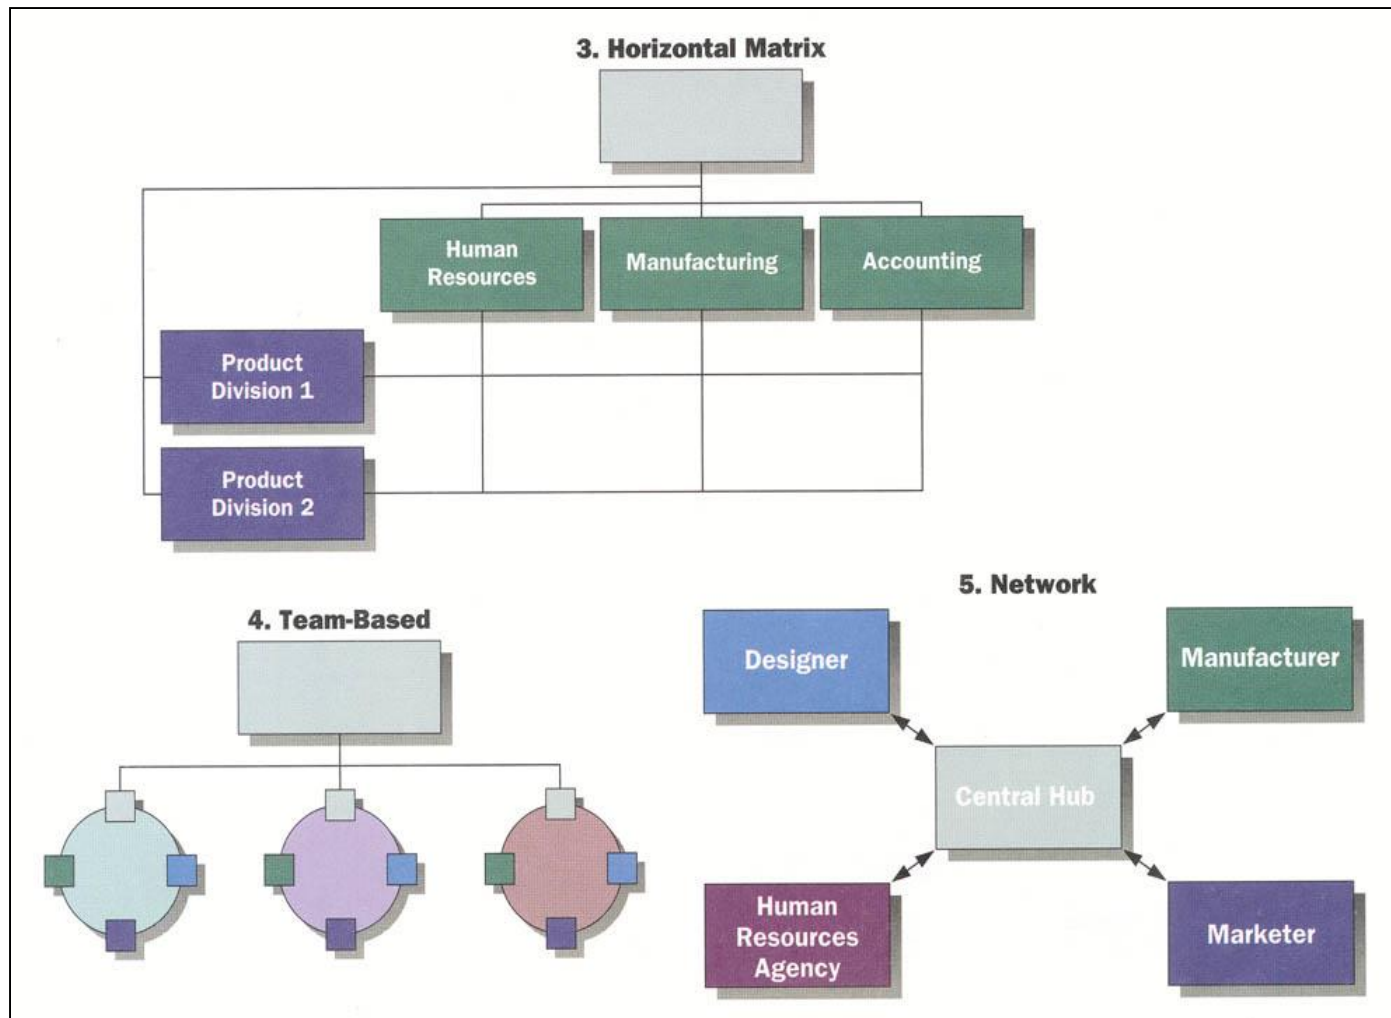 3. Horizontal Matrix
Human
Resources
Manufacturing
Accounting
Product
Division 1
Product
Division 2
4. Team-Based
5. Network
Designer
Manufacturer
Central Hub
Human
Resources
Agency
Marketer